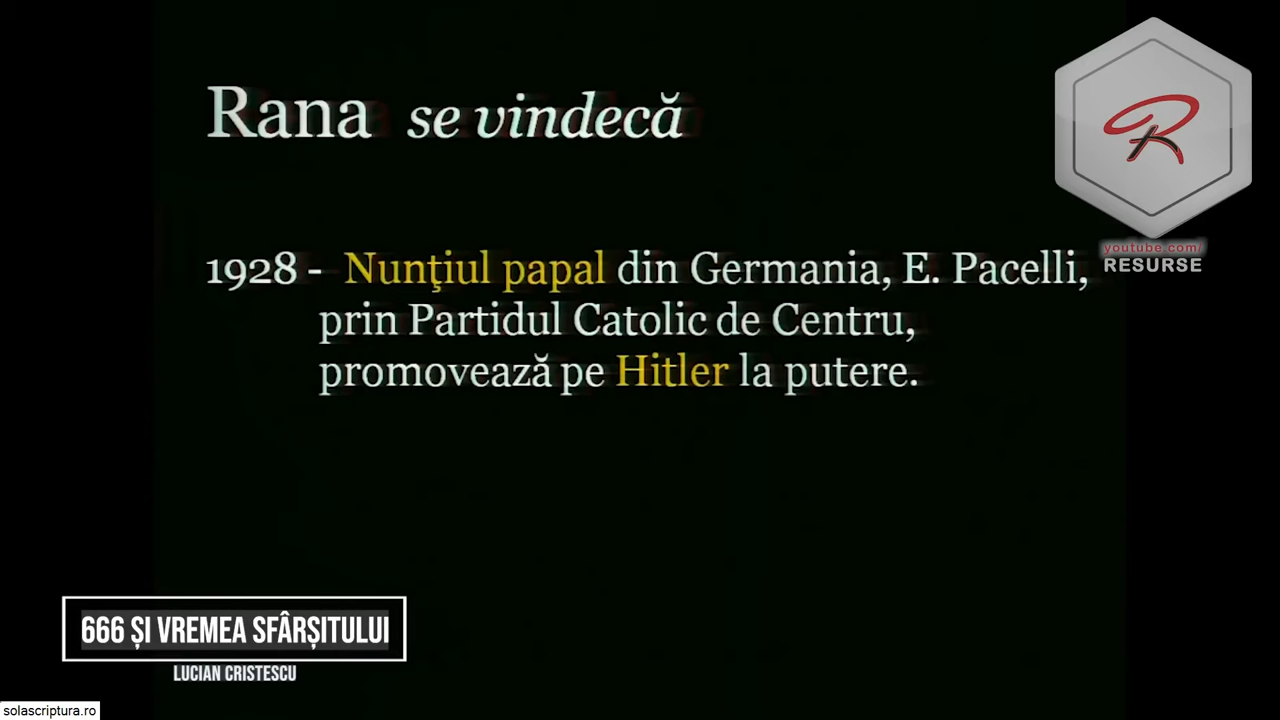 Rana se vindecă
youtube.com/
RESURSE
1928 - Nunţiul papal din Germania, E. Pacelli,
prin Partidul Catolic de Centru,
promovează pe Hitler la putere.
666 ȘI VREMEA SFÂRȘITULUI
LUCIAN CRISTESCU
solascriptura.ro